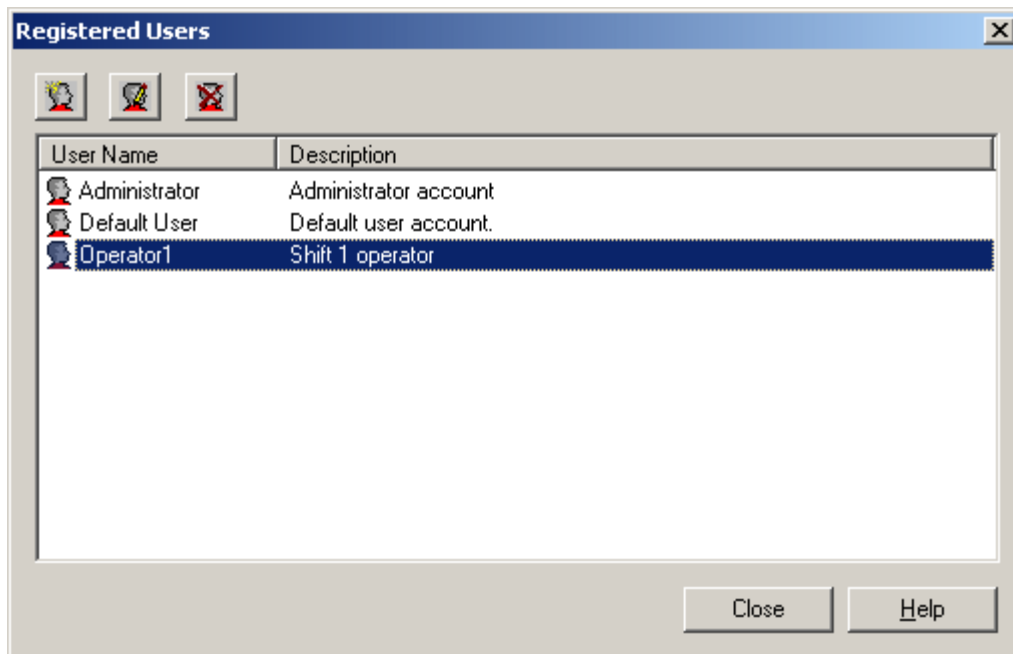 Registered Users
User Name Description
Administrator Administrator account
Default User Default user account.
Operator1 Shift 1 operator
Close Help